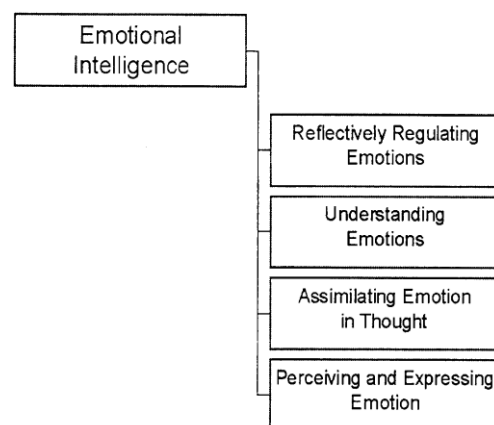 Emotional
Intelligence
Reflectively Regulating
Emotions
Understanding
Emotions
Assimilating Emotion
in Thought
Perceiving and Expressing
Emotion